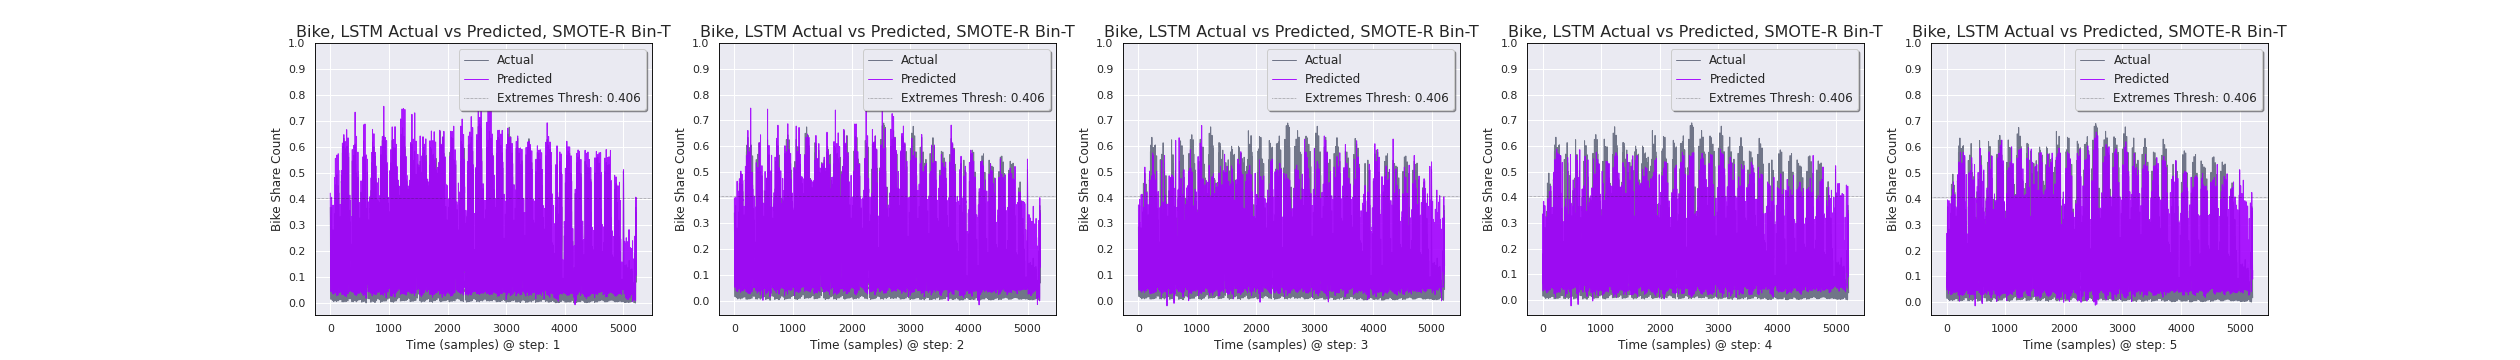 Bike, LSTM Actual vs Predicted, SMOTE-R Bin-T
1.0
0.9
0.8
0.7
0.6
0.5
0.4
0.3
0.2
0.1
0.0
Bike Share Count
Actual
Predicted
Extremes Thresh: 0.406
0 1000 2000 3000 4000 5000
Time (samples) @ step: 1
Bike, LSTM Actual vs Predicted, SMOTE-R Bin-T
1.0
0.9
0.8
0.7
0.6
0.5
0.4
0.3
0.2
0.1
0.0
Bike Share Count
Actual
Predicted
Extremes Thresh: 0.406
0 1000 2000 3000 4000 5000
Time (samples) @ step: 2
Bike, LSTM Actual vs Predicted, SMOTE-R Bin-T
1.0
0.9
0.8
0.7
0.6
0.5
0.4
0.3
0.2
0.1
0.0
Bike Share Count
Actual
Predicted
Extremes Thresh: 0.406
0 1000 2000 3000 4000 5000
Time (samples) @ step: 3
Bike, LSTM Actual vs Predicted, SMOTE-R Bin-T
1.0
0.9
0.8
0.7
0.6
0.5
0.4
0.3
0.2
0.1
0.0
Bike Share Count
Actual
Predicted
Extremes Thresh: 0.406
0 1000 2000 3000 4000 5000
Time (samples) @ step: 4
Bike, LSTM Actual vs Predicted, SMOTE-R Bin-T
1.0
0.9
0.8
0.7
0.6
0.5
0.4
0.3
0.2
0.1
0.0
Bike Share Count
Actual
Predicted
Extremes Thresh: 0.406
0 1000 2000 3000 4000 5000
Time (samples) @ step: 5